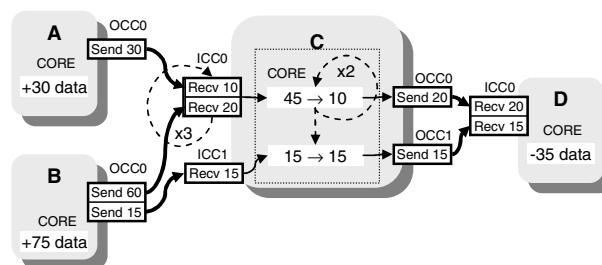 A
OCC0
Send 30
CORE
+30 data
ICC0
Recv 10
Recv 20
x3
B
OCC0
Send 60
Send 15
CORE
+75 data
ICC1
Recv 15
C
CORE
x2
45 → 10
15 → 15
OCC0
Send 20
OCC1
Send 15
ICC0
Recv 20
Recv 15
D
CORE
-35 data